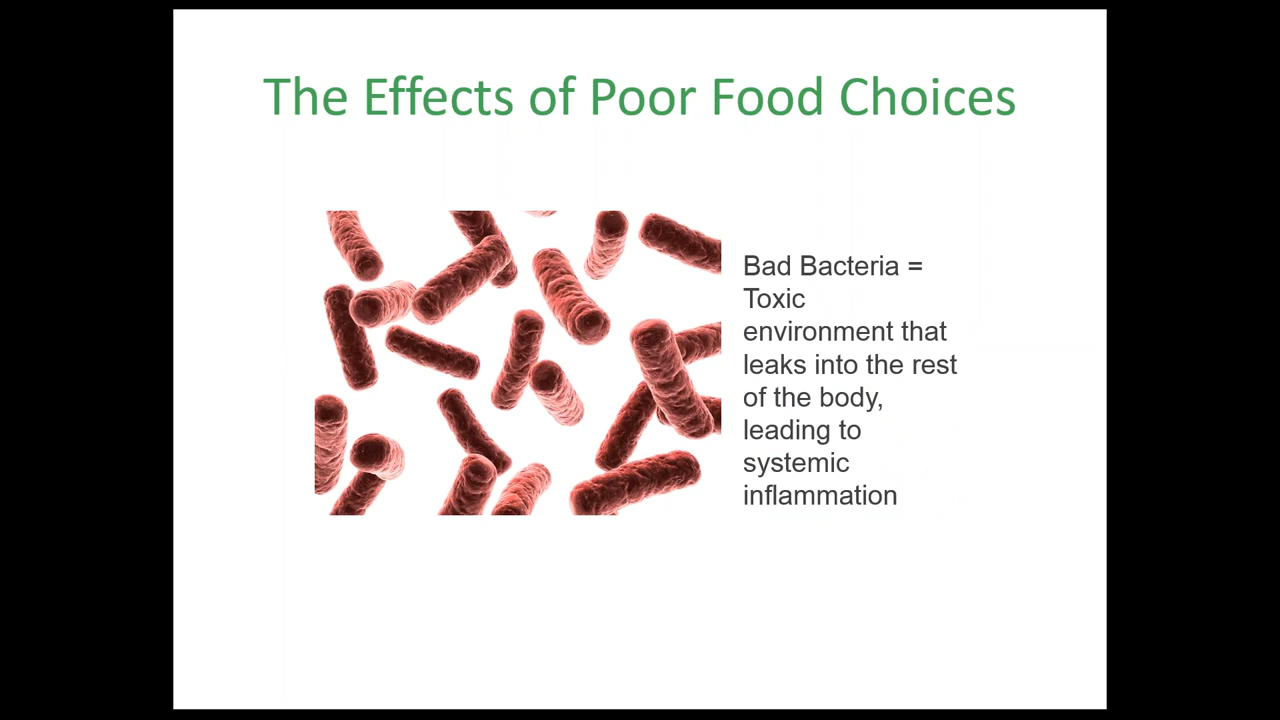 The Effects of Poor Food Choices
Bad Bacteria =
Toxic
environment that
leaks into the rest
of the body,
leading to
systemic
inflammation